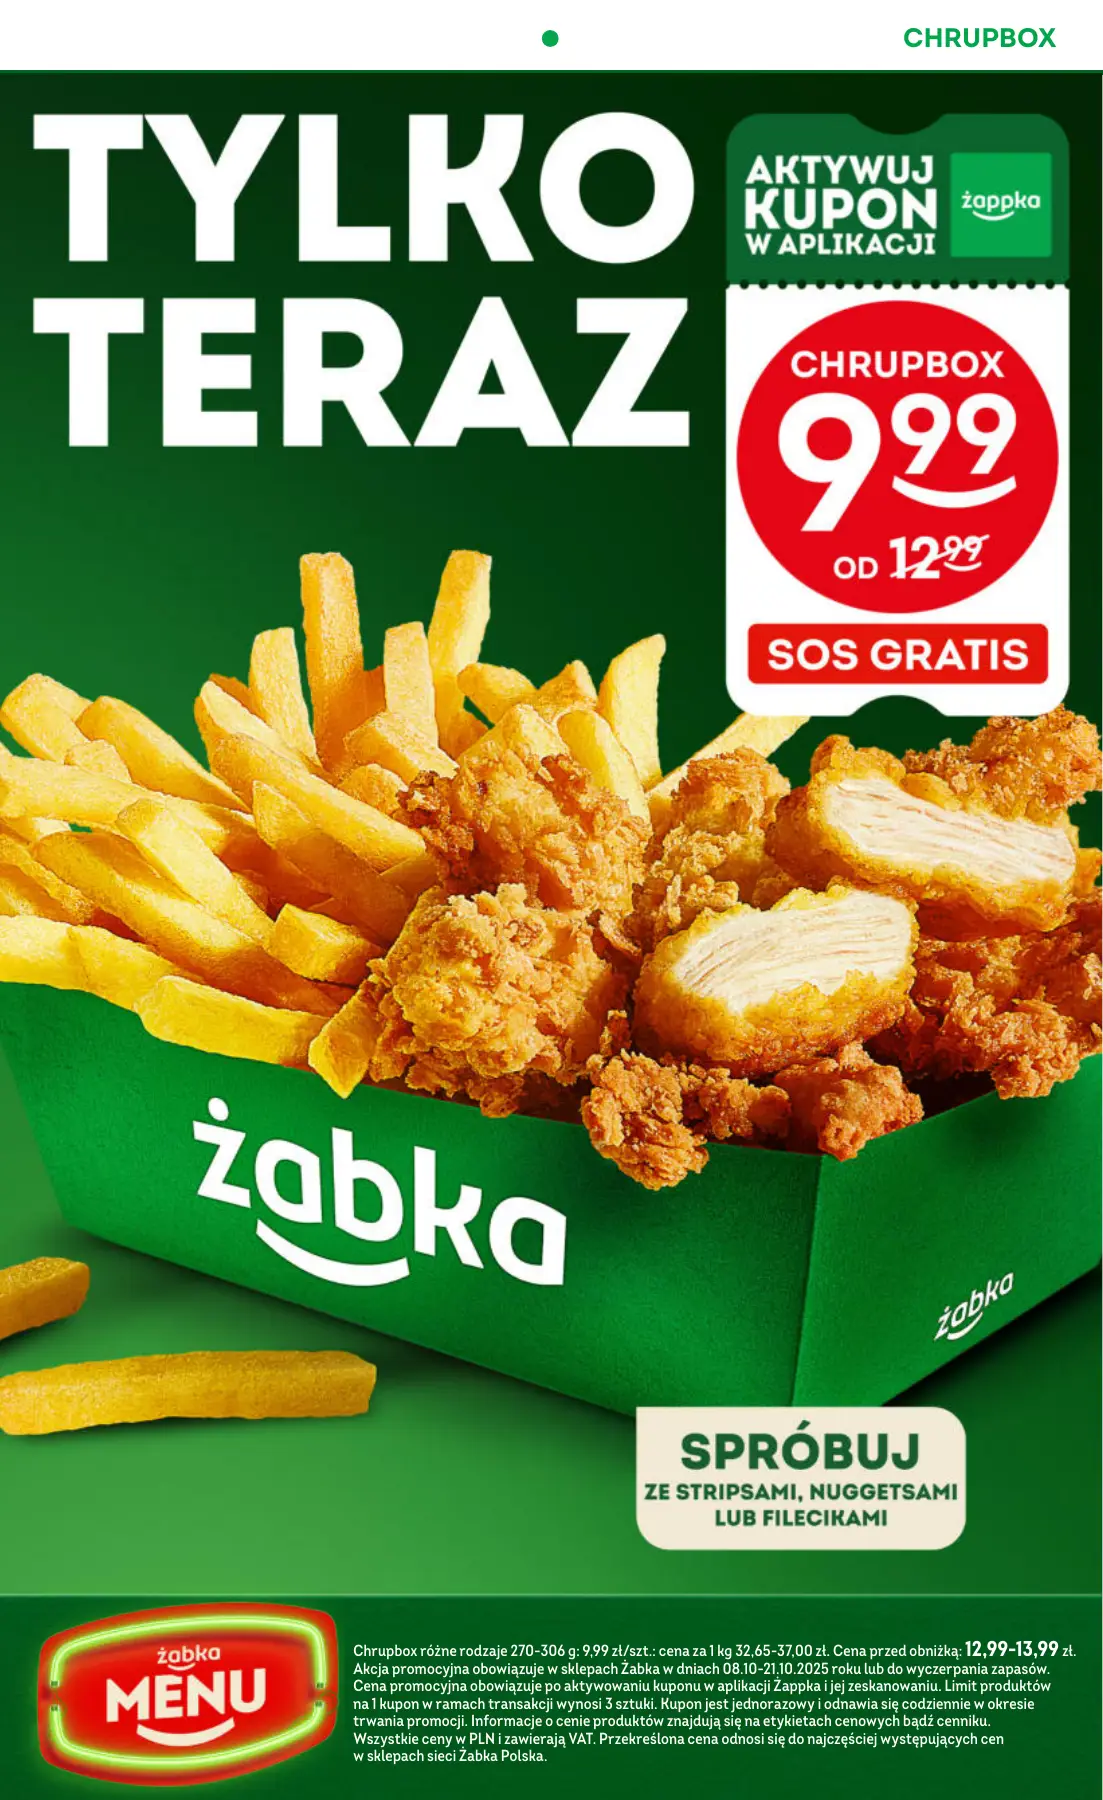 CHRUPBOX
TYLKO
TERAZ
AKTYWUJ
KUPON
W APLIKACJI
żappka
CHRUPBOX
9 99
OD 12 99
SOS GRATIS
żabka
żabka
SPRÓBUJ
ZE STRIPSAMI, NUGGETSAMI
LUB FILECIKAMI
żabka
MENU
Chrupbox różne rodzaje 270-306 g: 9,99 zł/szt.: cena za 1 kg 32,65-37,00 zł. Cena przed obniżką: 12,99-13,99 zł.
Akcja promocyjna obowiązuje w sklepach Żabka w dniach 08.10-21.10.2025 roku lub do wyczerpania zapasów.
Cena promocyjna obowiązuje po aktywowaniu kuponu w aplikacji Żappka i jej zeskanowaniu. Limit produktów
na 1 kupon w ramach transakcji wynosi 3 sztuki. Kupon jest jednorazowy i odnawia się codziennie w okresie
trwania promocji. Informacje o cenie produktów znajdują się na etykietach cenowych bądź cenniku.
Wszystkie ceny w PLN i zawierają VAT. Przekreślona cena odnosi się do najczęściej występujących cen
w sklepach sieci Żabka Polska.